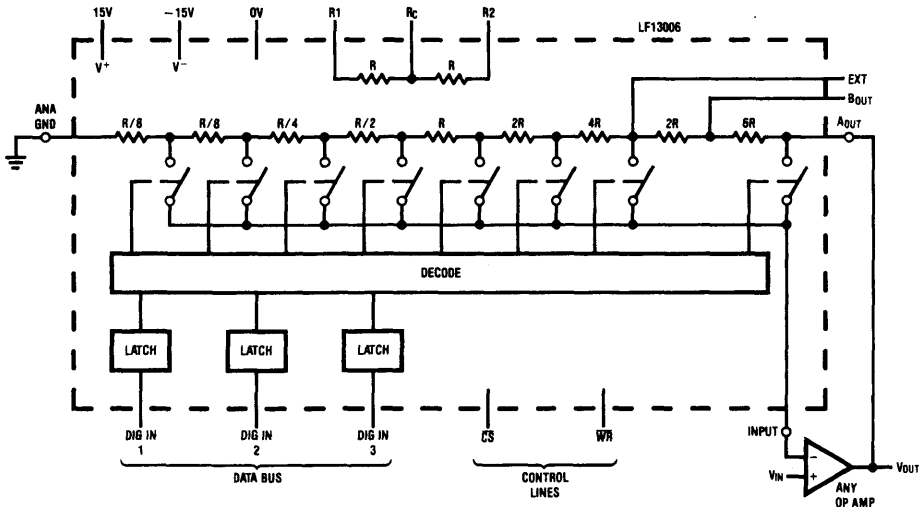 15V
-15V
0V
R1
RC
R2
LF13006
V+
V-
R
R
EXT
BOUT
ANA
GND
AOUT
R/8
R/8
R/4
R/2
R
2R
4R
2R
6R
DECODE
LATCH
LATCH
LATCH
DIG IN
1
DIG IN
2
DIG IN
3
CS
WR
INPUT
DATA BUS
CONTROL
LINES
VIN
-
+
VOUT
ANY
OP AMP